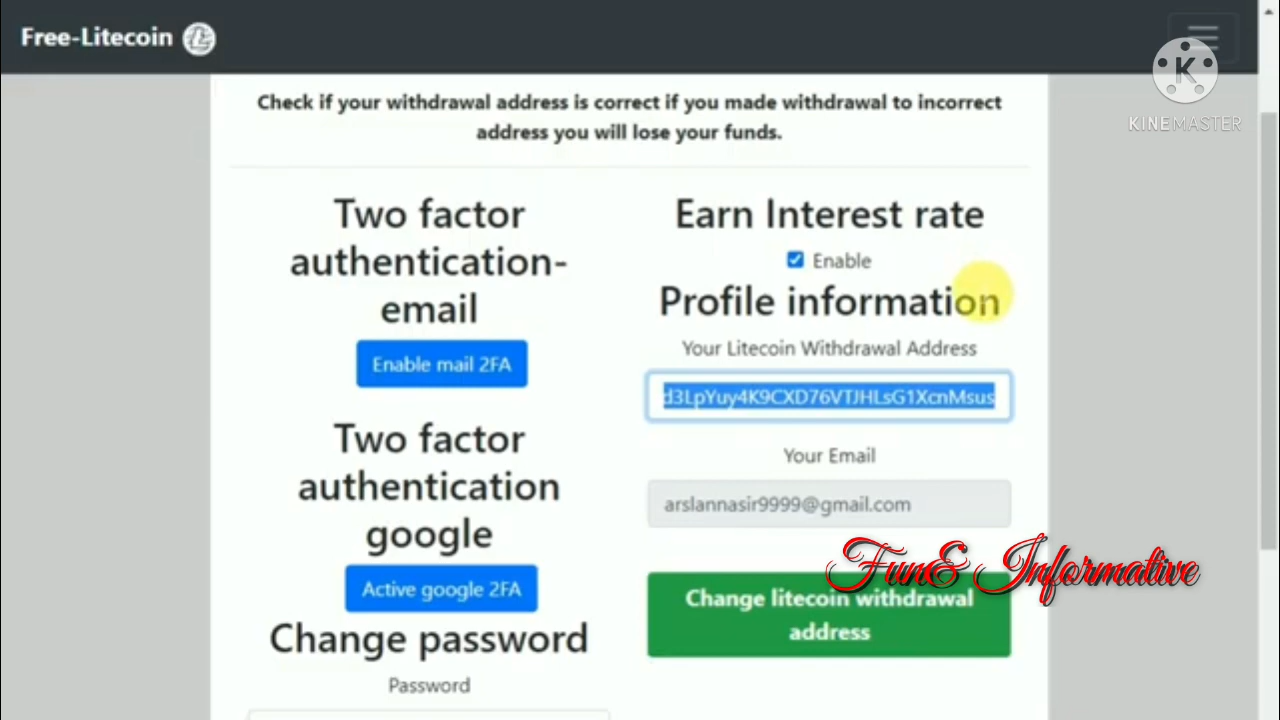 Free-Litecoin
K
KINEMASTER
Check if your withdrawal address is correct if you made withdrawal to incorrect
address you will lose your funds.
Two factor
authentication-
email
Enable mail 2FA
Two factor
authentication
google
Active google 2FA
Change password
Password
Earn Interest rate
Enable
Profile information
Your Litecoin Withdrawal Address
d3LpYuy4K9CXD76VTJHLsG1XcnMsus
Your Email
arslannasir9999@gmail.com
Change litecoin withdrawal
address
Fun& Informative